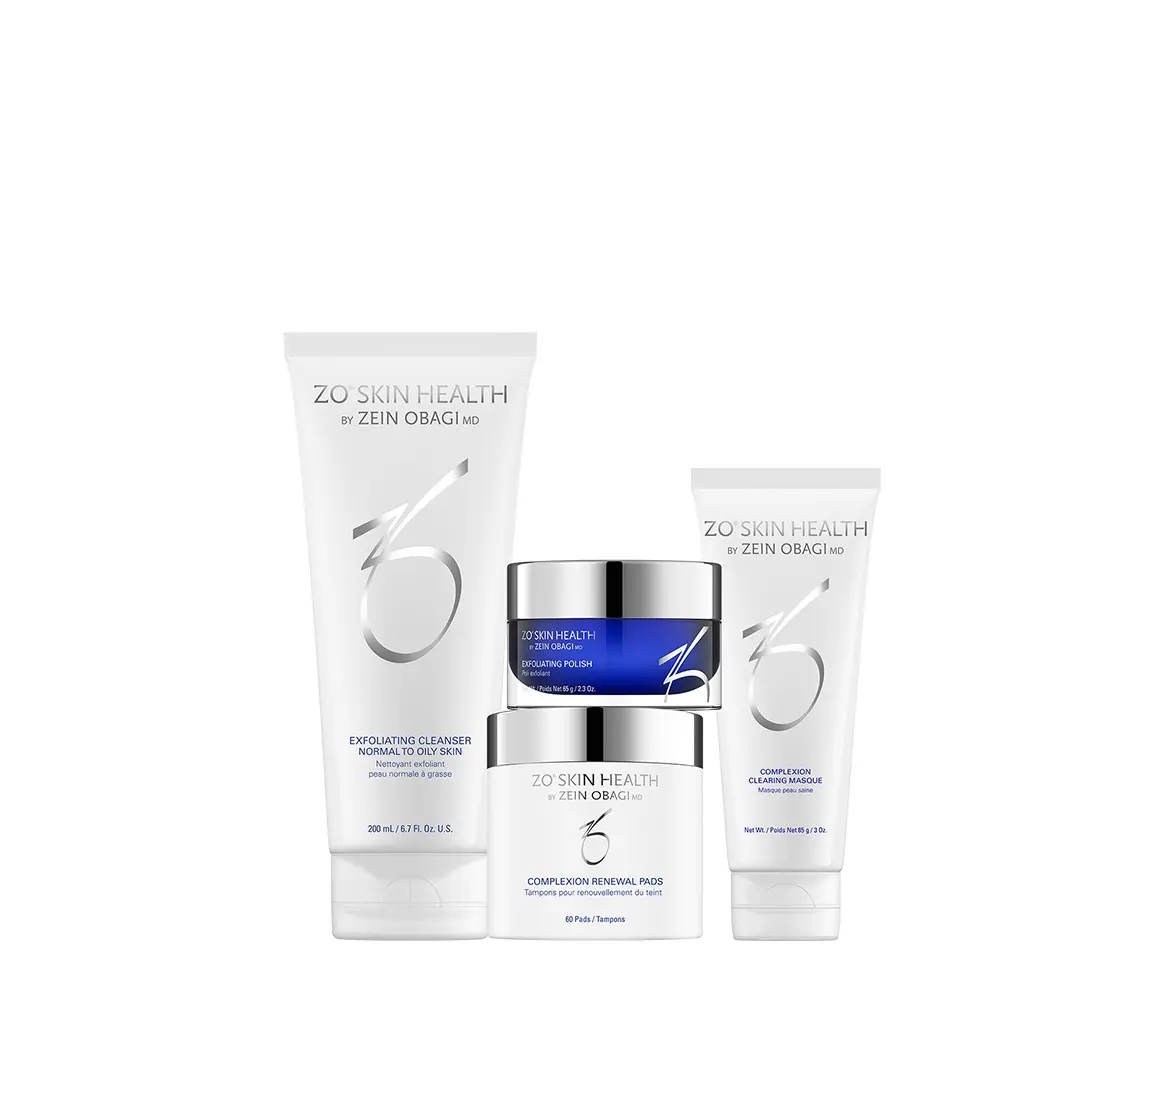 ZO® SKIN HEALTH
BY ZEIN OBAGI MD
EXFOLIATING CLEANSER
NORMAL TO OILY SKIN
Nettoyant exfoliant
peau normale à grasse
200 mL / 6.7 Fl. Oz. U.S.
ZO® SKIN HEALTH
BY ZEIN OBAGI MD
EXFOLIATING POLISH
Poli exfoliant
/ Poids Net 65 g / 2.3 Oz.
ZO® SKIN HEALTH
BY ZEIN OBAGI MD
COMPLEXION RENEWAL PADS
Tampons pour renouvellement du teint
60 Pads / Tampons
ZO® SKIN HEALTH
BY ZEIN OBAGI MD
COMPLEXION
CLEARING MASQUE
Masque peau saine
Net Wt. / Poids Net 85 g / 3 Oz.